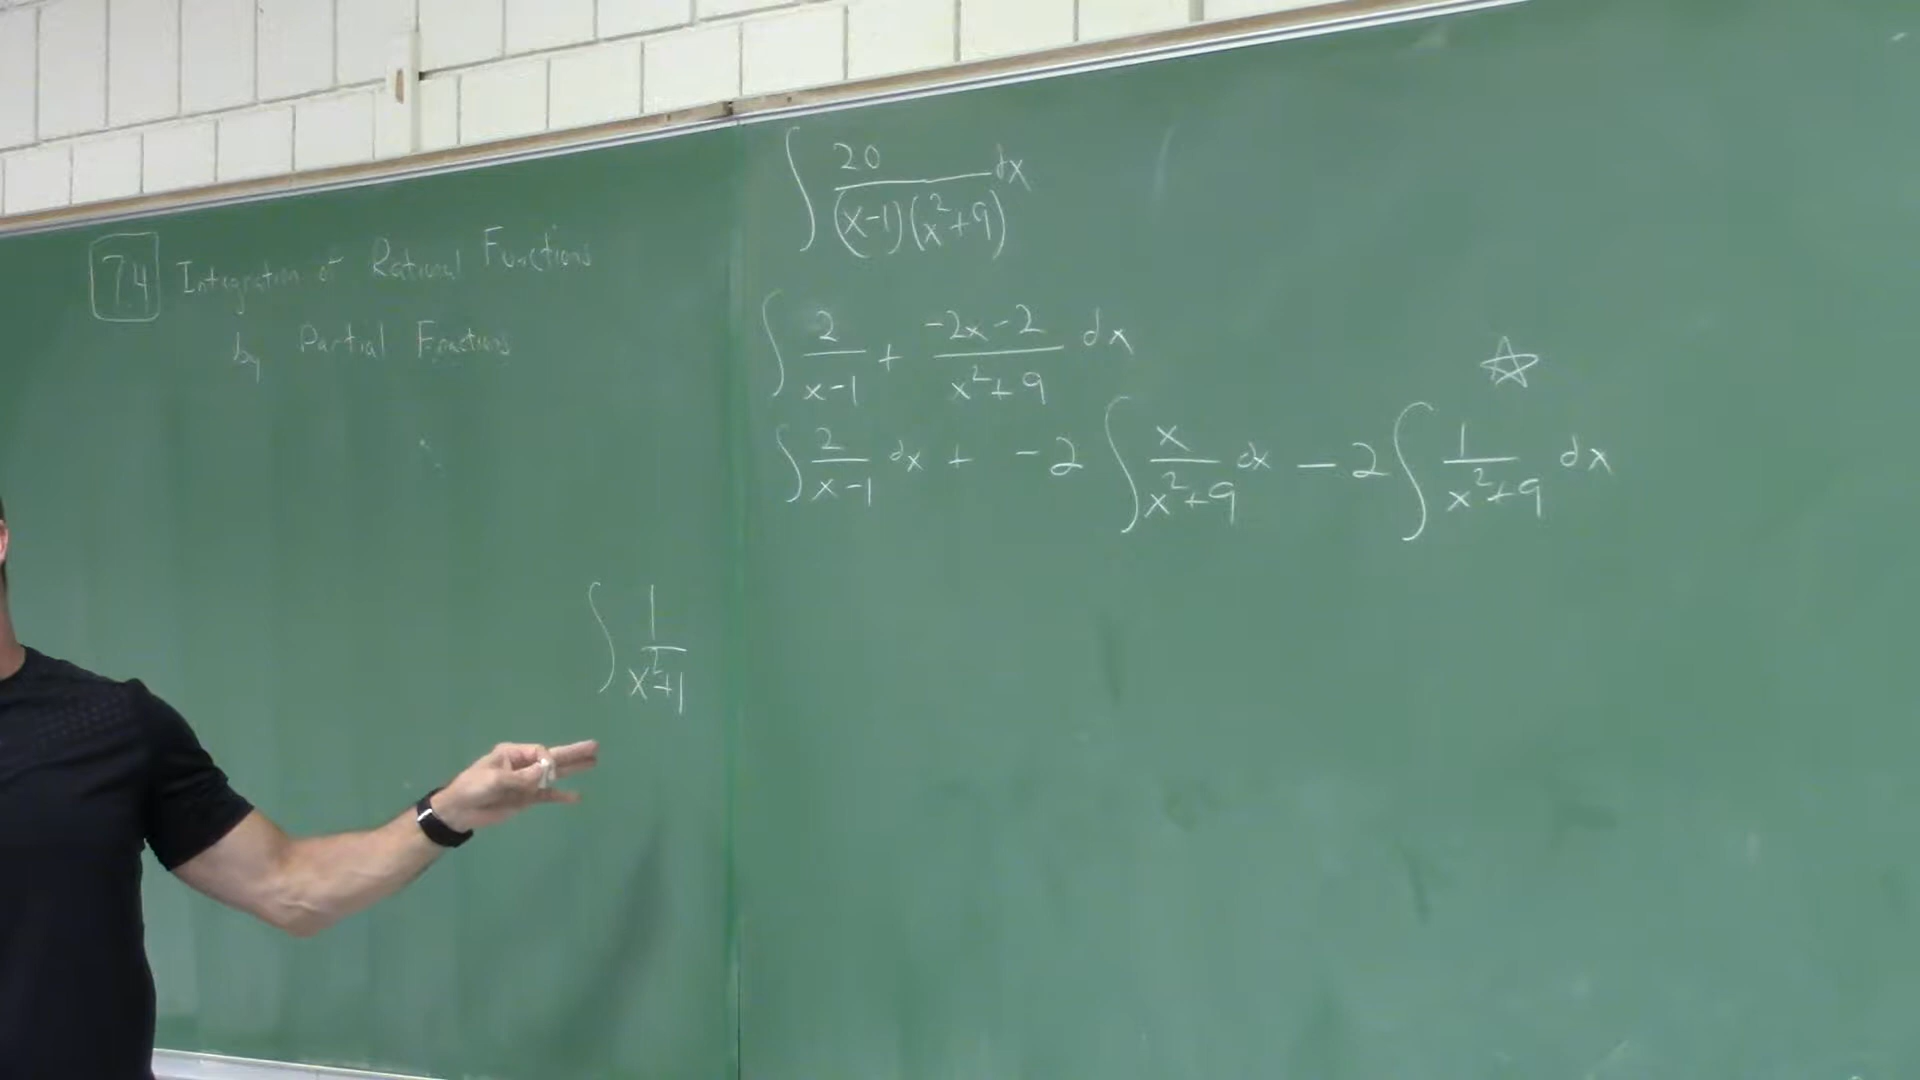 7.4 Integration of Rational Functions
by Partial Fractions
∫ 1/(x²+1)
∫ 20/((x-1)(x²+9)) dx
∫ 2/(x-1) + (-2x-2)/(x²+9) dx
∫ 2/(x-1) dx + -2 ∫ x/(x²+9) dx - 2 ∫ 1/(x²+9) dx